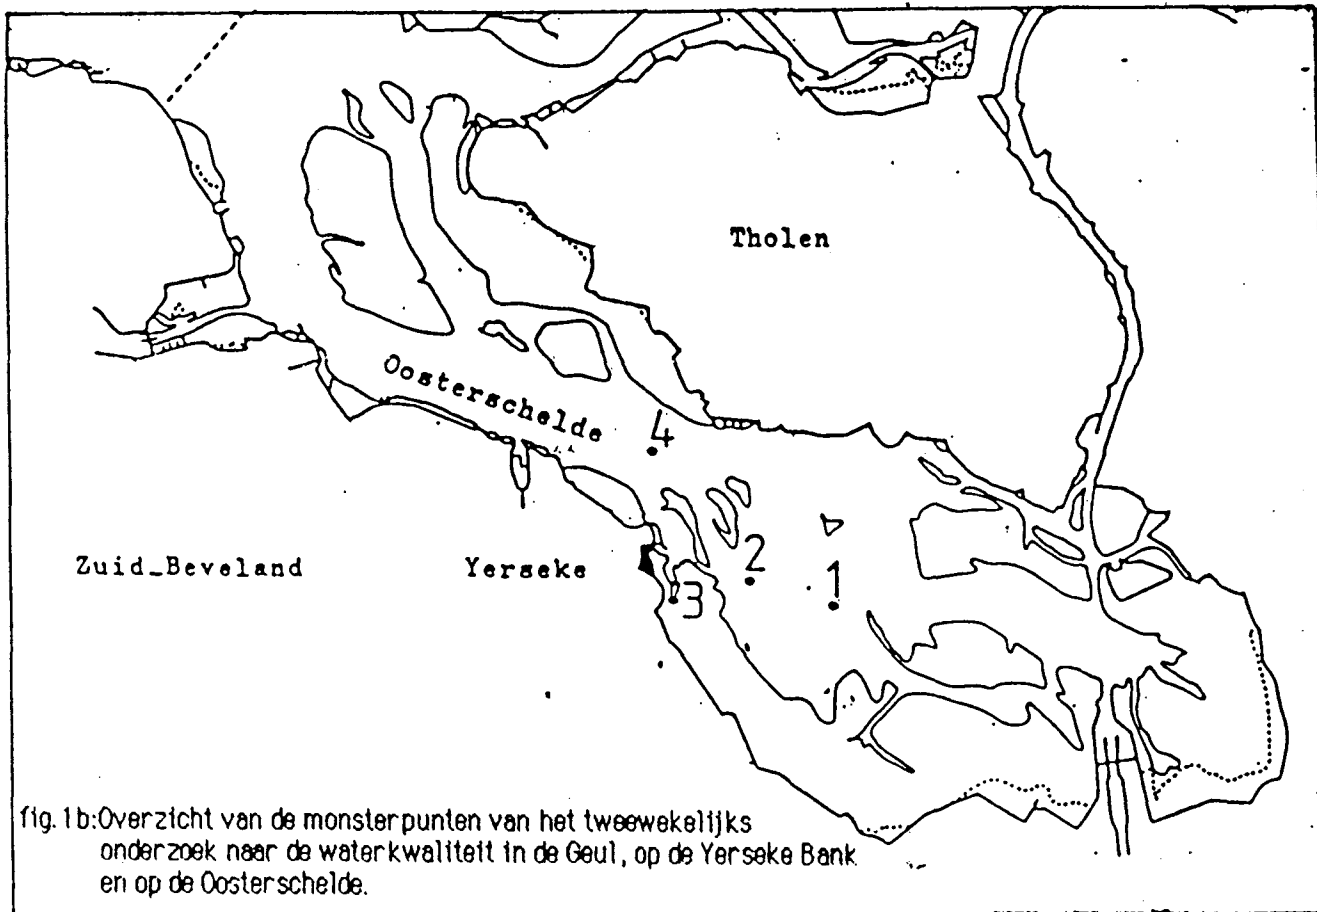 Tholen
Oosterschelde
4
Zuid_Beveland
Yerseke
2
1
3
fig. 1b:Overzicht van de monsterpunten van het tweewekelijks
onderzoek naar de waterkwaliteit in de Geul, op de Yerseke Bank
en op de Oosterschelde.